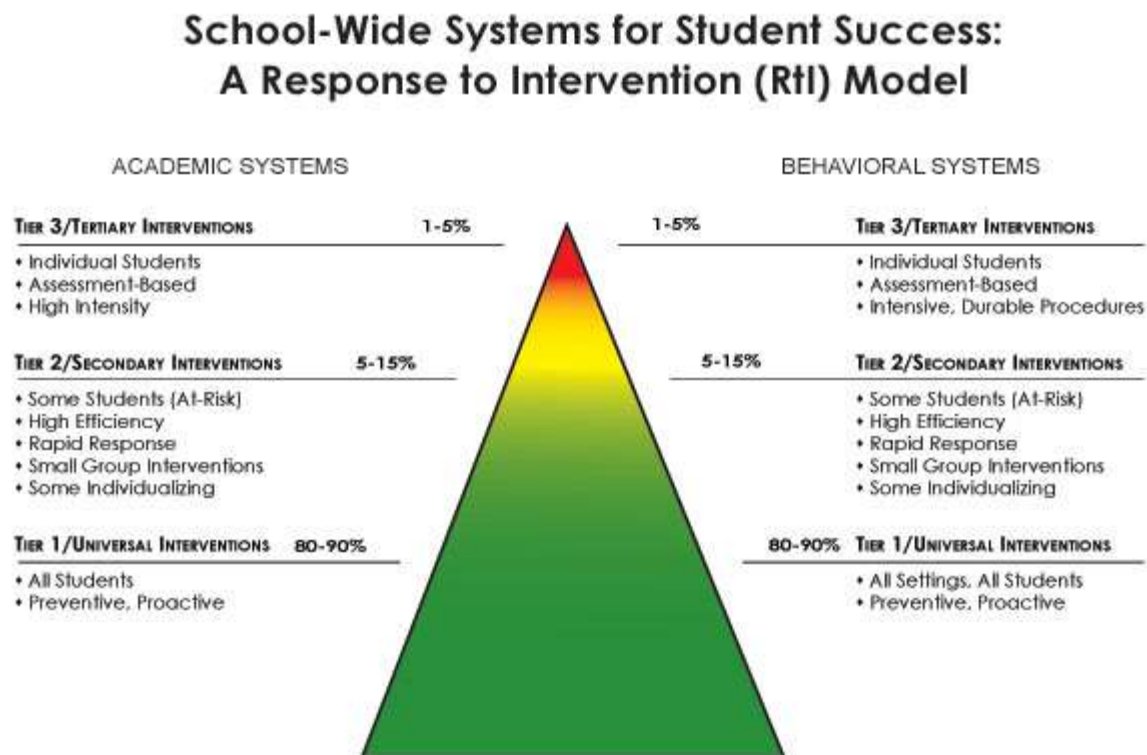 School-Wide Systems for Student Success:
A Response to Intervention (RtI) Model
ACADEMIC SYSTEMS
TIER 3/TERTIARY INTERVENTIONS 1-5%
• Individual Students
• Assessment-Based
• High Intensity
TIER 2/SECONDARY INTERVENTIONS 5-15%
• Some Students (At-Risk)
• High Efficiency
• Rapid Response
• Small Group Interventions
• Some Individualizing
TIER 1/UNIVERSAL INTERVENTIONS 80-90%
• All Students
• Preventive, Proactive
BEHAVIORAL SYSTEMS
1-5% TIER 3/TERTIARY INTERVENTIONS
• Individual Students
• Assessment-Based
• Intensive, Durable Procedures
5-15% TIER 2/SECONDARY INTERVENTIONS
• Some Students (At-Risk)
• High Efficiency
• Rapid Response
• Small Group Interventions
• Some Individualizing
80-90% TIER 1/UNIVERSAL INTERVENTIONS
• All Settings, All Students
• Preventive, Proactive